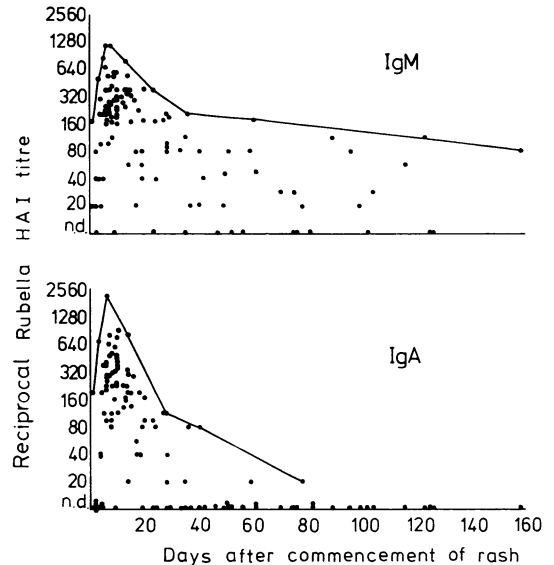 Reciprocal Rubella HAI titre
2560
1280
640
320
160
80
40
20
n.d.
IgM
2560
1280
640
320
160
80
40
20
n.d.
IgA
20 40 60 80 100 120 140 160
Days after commencement of rash